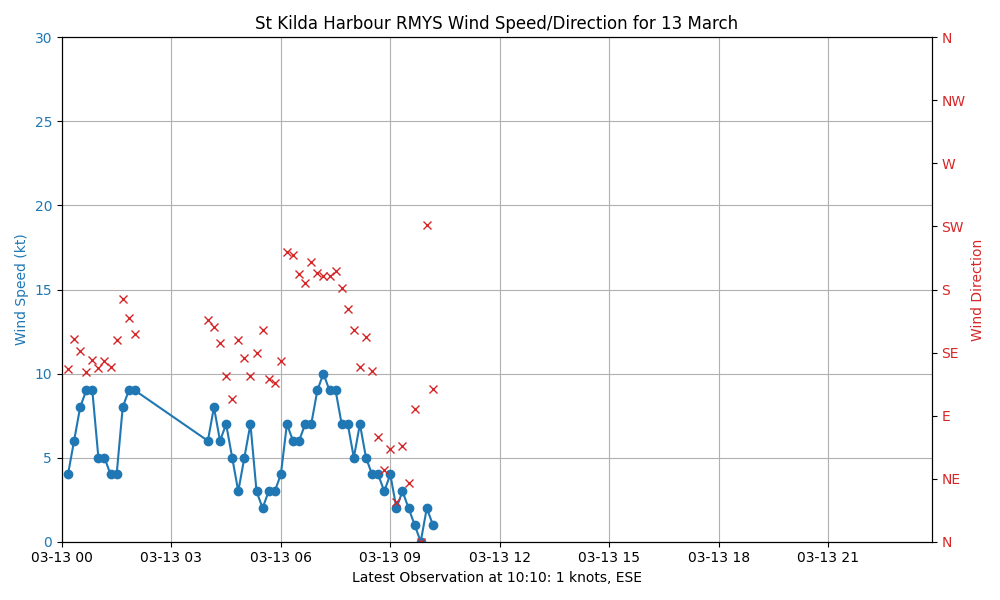 St Kilda Harbour RMYS Wind Speed/Direction for 13 March
Wind Speed (kt)
30
25
20
15
10
5
0
N
NW
W
SW
S
SE
E
NE
N
Wind Direction
03-13 00
03-13 03
03-13 06
03-13 09
03-13 12
03-13 15
03-13 18
03-13 21
Latest Observation at 10:10: 1 knots, ESE